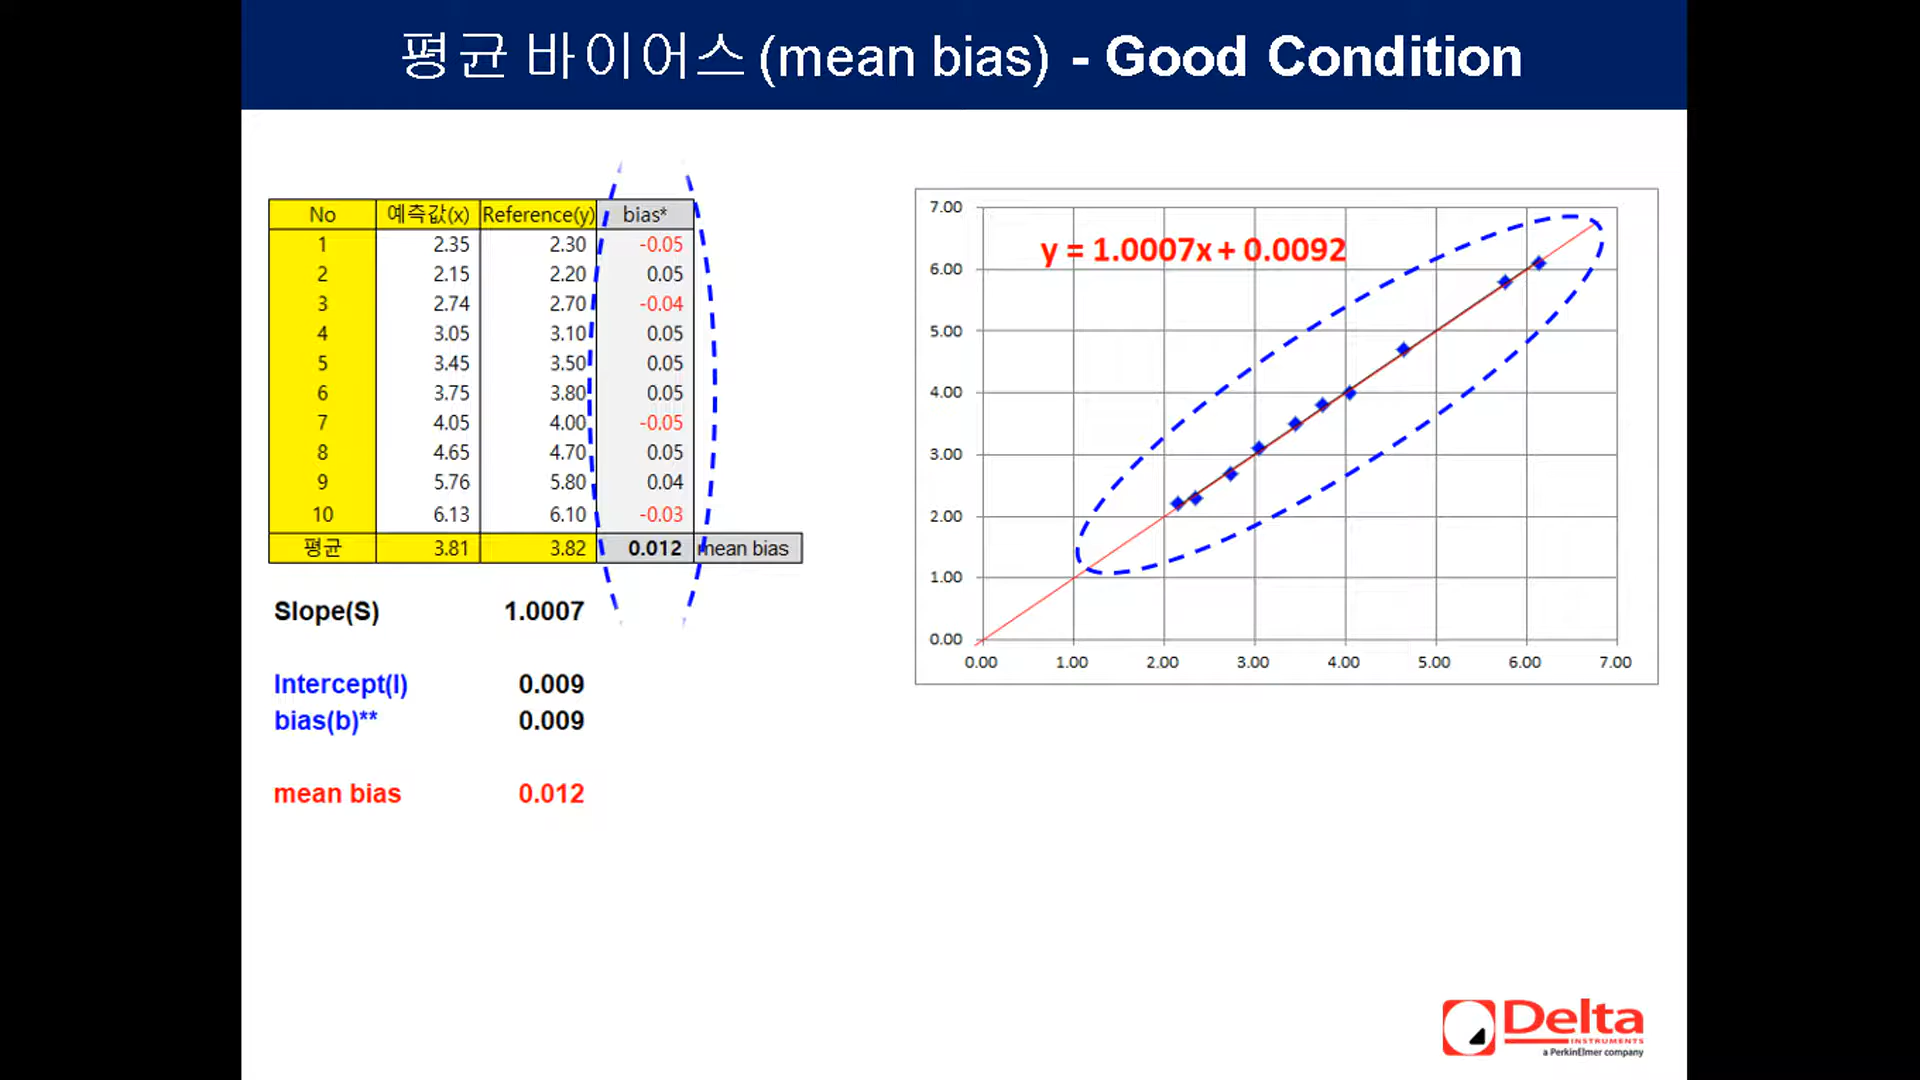 평균 바이어스 (mean bias) - Good Condition
No 예측값(x) Reference(y) bias*
1 2.35 2.30 -0.05
2 2.15 2.20 0.05
3 2.74 2.70 -0.04
4 3.05 3.10 0.05
5 3.45 3.50 0.05
6 3.75 3.80 0.05
7 4.05 4.00 -0.05
8 4.65 4.70 0.05
9 5.76 5.80 0.04
10 6.13 6.10 -0.03
평균 3.81 3.82 0.012 mean bias
Slope(S) 1.0007
Intercept(I) 0.009
bias(b)** 0.009
mean bias 0.012
y = 1.0007x + 0.0092
7.00
6.00
5.00
4.00
3.00
2.00
1.00
0.00
0.00 1.00 2.00 3.00 4.00 5.00 6.00 7.00
Delta
INSTRUMENTS
a PerkinElmer company